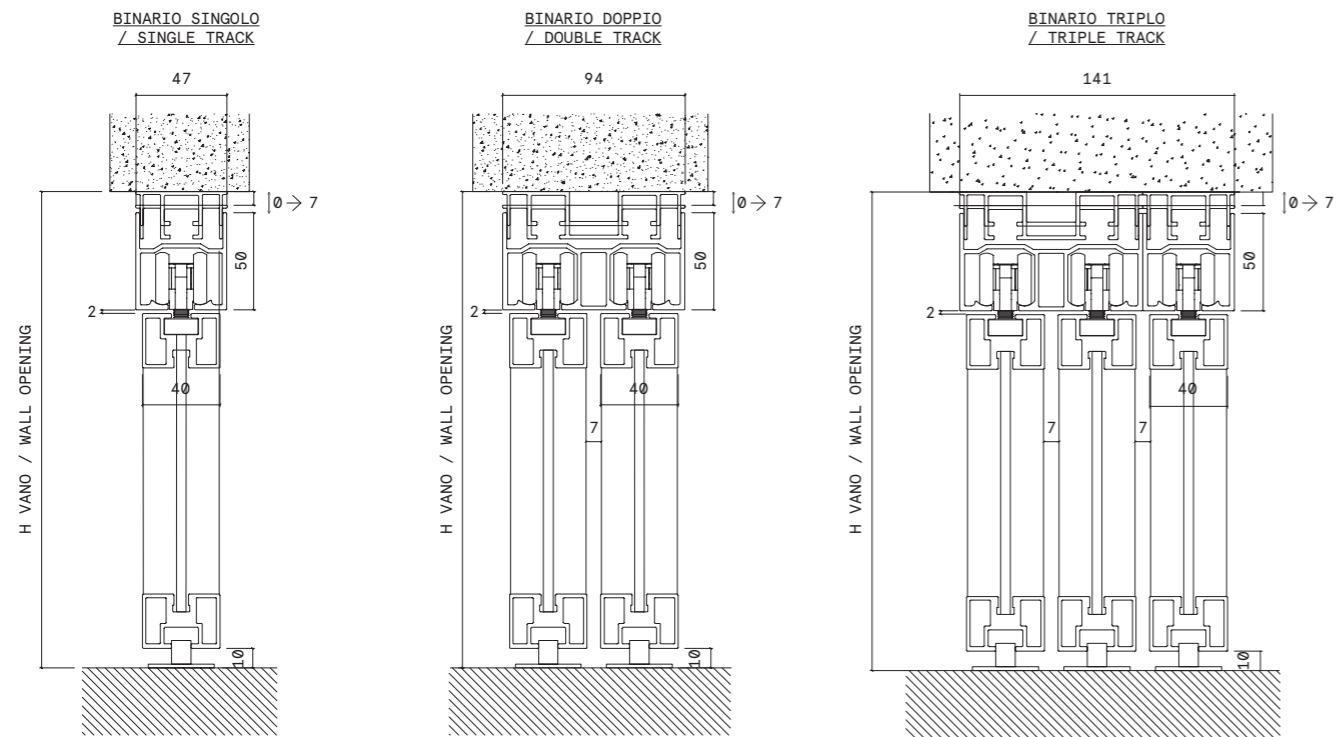 BINARIO SINGOLO
/ SINGLE TRACK
47
0 → 7
50
2
40
H VANO / WALL OPENING
10
BINARIO DOPPIO
/ DOUBLE TRACK
94
0 → 7
50
2
40
7
H VANO / WALL OPENING
10
BINARIO TRIPLO
/ TRIPLE TRACK
141
0 → 7
50
2
40
7
7
H VANO / WALL OPENING
10